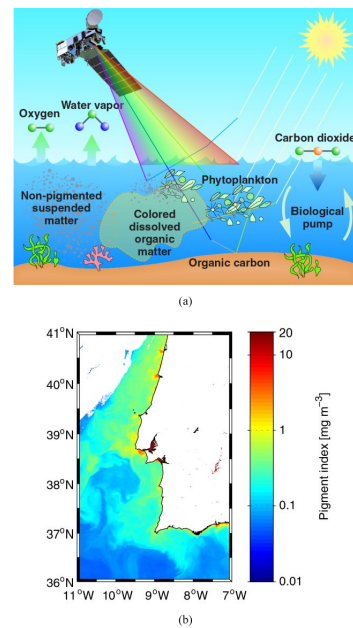 Oxygen
Water vapor
Carbon dioxide
Phytoplankton
Non-pigmented
suspended
matter
Colored
dissolved
organic
matter
Biological
pump
Organic carbon
(a)
41°N
40°N
39°N
38°N
37°N
36°N
11°W
10°W
9°W
8°W
7°W
20
10
1
0.1
0.01
Pigment index [mg m⁻³]
(b)